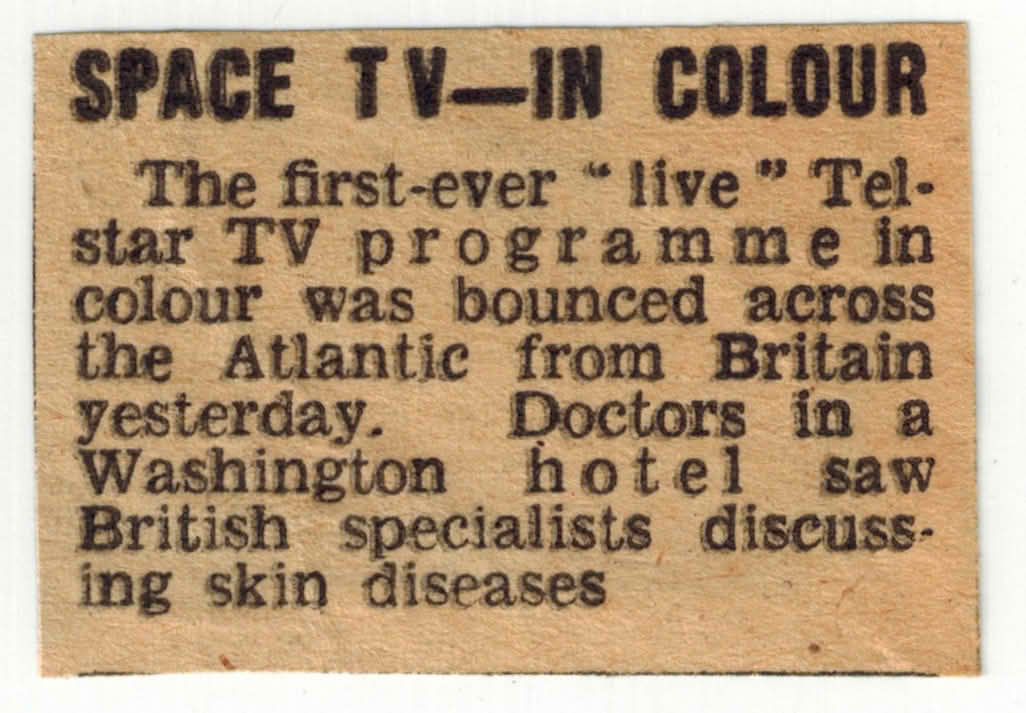 SPACE TV—IN COLOUR
The first-ever “live” Tel-
star TV programme in
colour was bounced across
the Atlantic from Britain
yesterday. Doctors in a
Washington hotel saw
British specialists discuss-
ing skin diseases